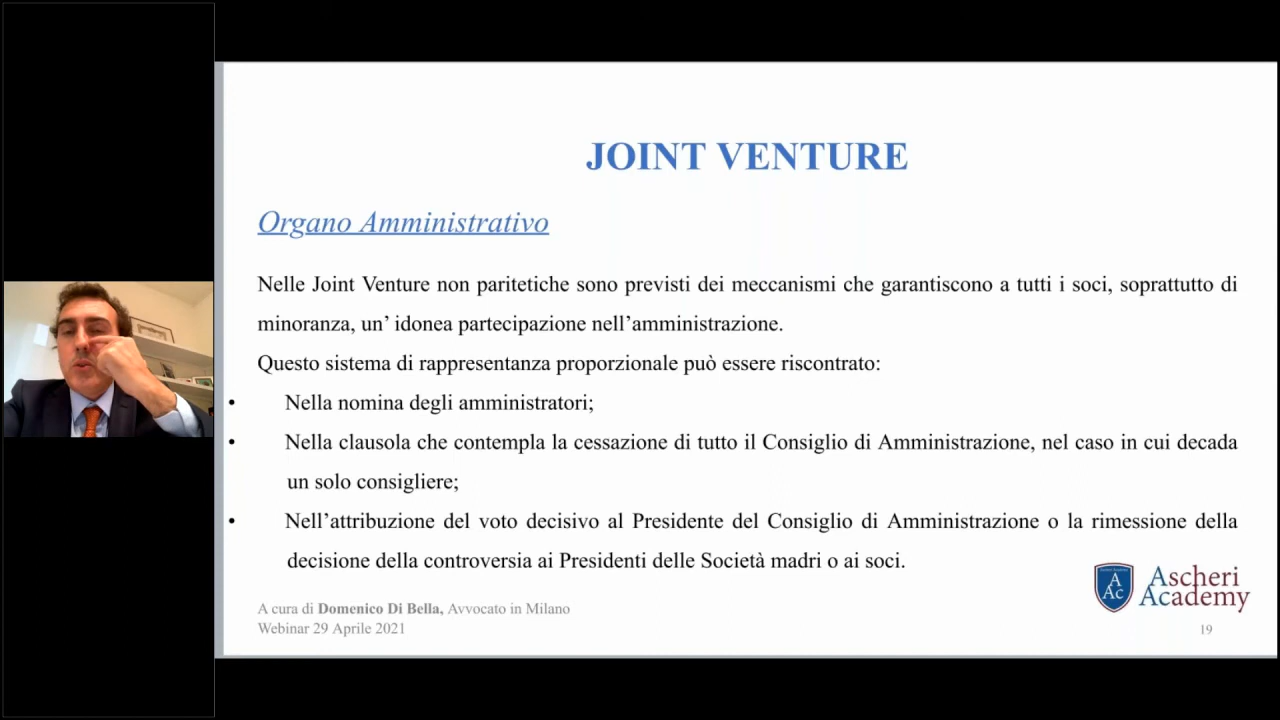 JOINT VENTURE
Organo Amministrativo
Nelle Joint Venture non paritetiche sono previsti dei meccanismi che garantiscono a tutti i soci, soprattutto di
minoranza, un’ idonea partecipazione nell’amministrazione.
Questo sistema di rappresentanza proporzionale può essere riscontrato:
• Nella nomina degli amministratori;
• Nella clausola che contempla la cessazione di tutto il Consiglio di Amministrazione, nel caso in cui decada
un solo consigliere;
• Nell’attribuzione del voto decisivo al Presidente del Consiglio di Amministrazione o la rimessione della
decisione della controversia ai Presidenti delle Società madri o ai soci.
A
Ac
Ascheri
Academy
A cura di Domenico Di Bella, Avvocato in Milano
Webinar 29 Aprile 2021
19